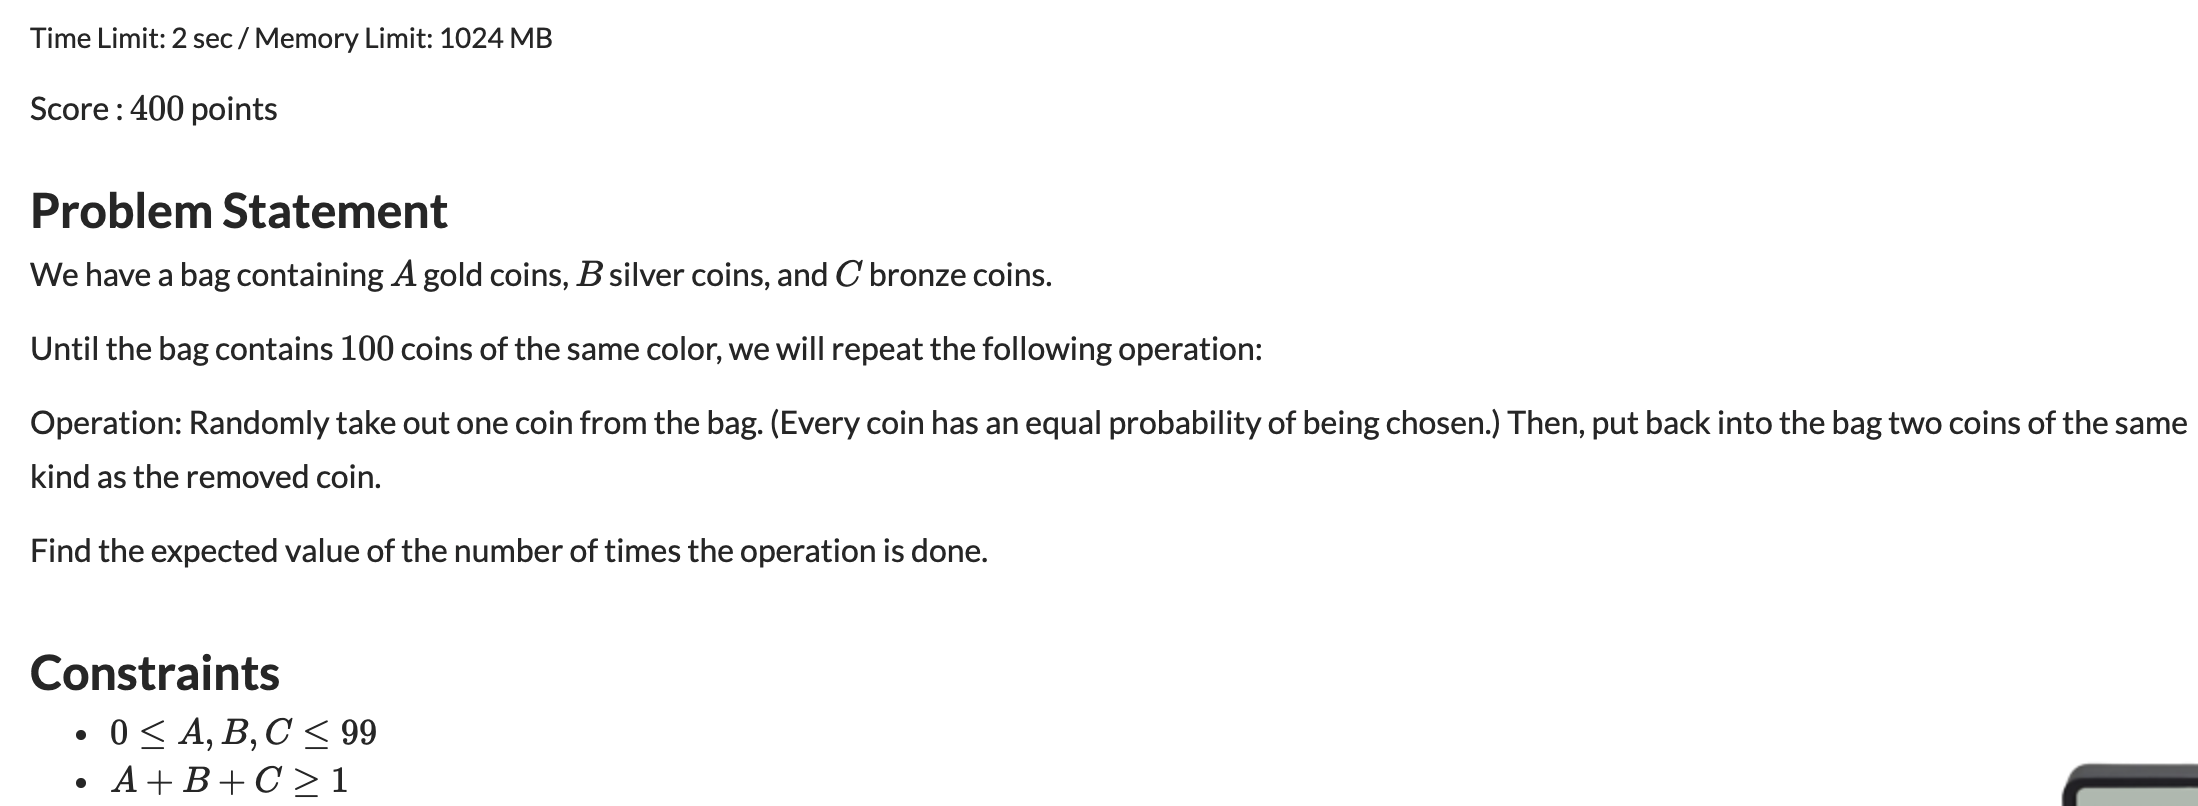 Time Limit: 2 sec / Memory Limit: 1024 MB
Score : 400 points
Problem Statement
We have a bag containing A gold coins, B silver coins, and C bronze coins.
Until the bag contains 100 coins of the same color, we will repeat the following operation:
Operation: Randomly take out one coin from the bag. (Every coin has an equal probability of being chosen.) Then, put back into the bag two coins of the same
kind as the removed coin.
Find the expected value of the number of times the operation is done.
Constraints
• 0 ≤ A, B, C ≤ 99
• A + B + C ≥ 1